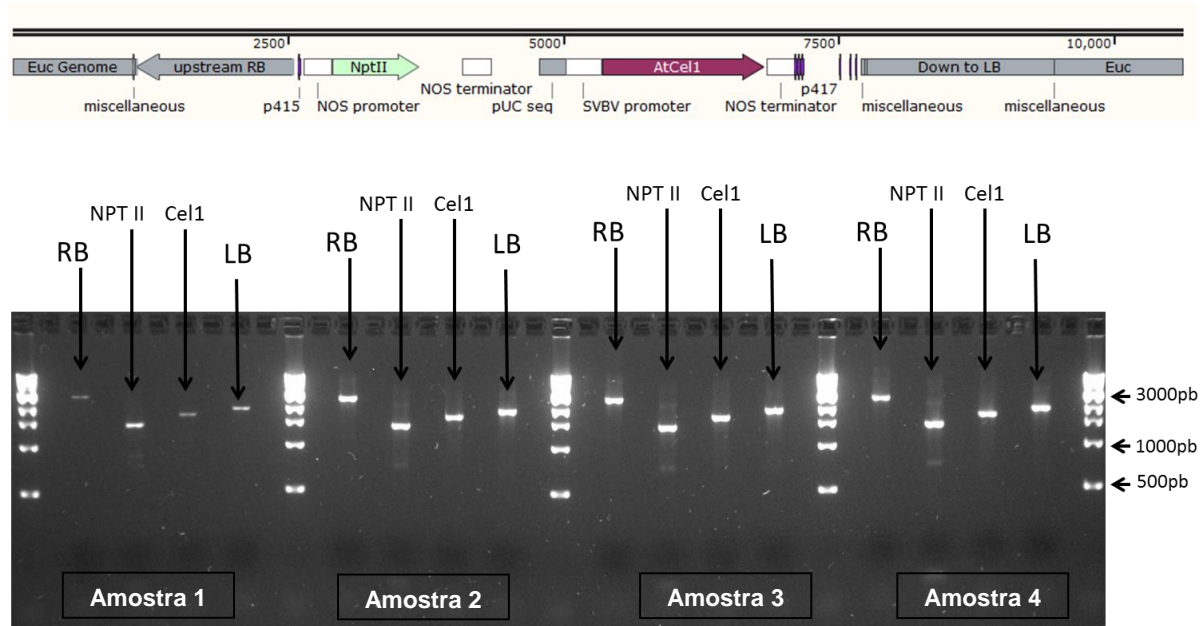 2500 5000 7500 10,000
Euc Genome upstream RB NptII AtCel1 Down to LB Euc
NOS terminator p417
miscellaneous p415 NOS promoter pUC seq SVBV promoter NOS terminator miscellaneous miscellaneous
RB NPT II Cel1 LB
RB NPT II Cel1 LB
RB NPT II Cel1 LB
RB NPT II Cel1 LB
3000pb
1000pb
500pb
Amostra 1
Amostra 2
Amostra 3
Amostra 4